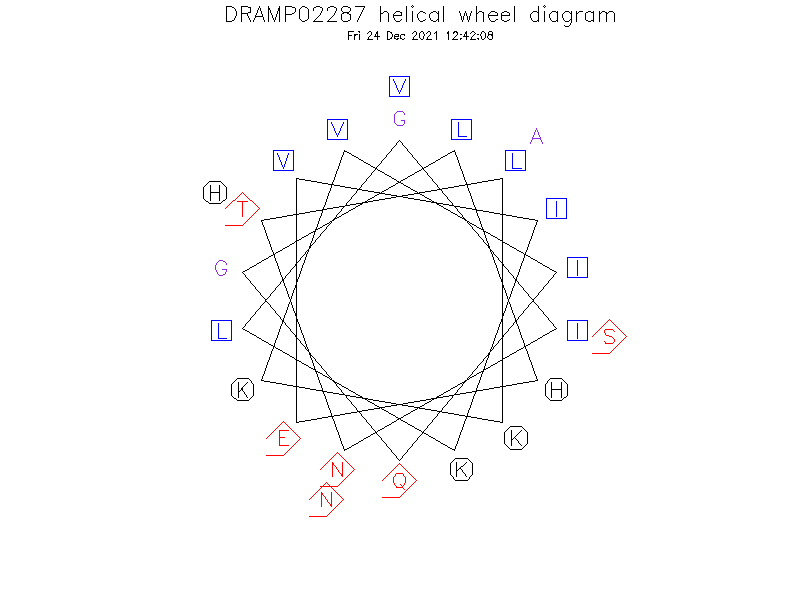 DRAMP02287 helical wheel diagram
Fri 24 Dec 2021 12:42:08
V
G
V L A
V L
H T I
G I
L I S
K H
E K
N K
N Q